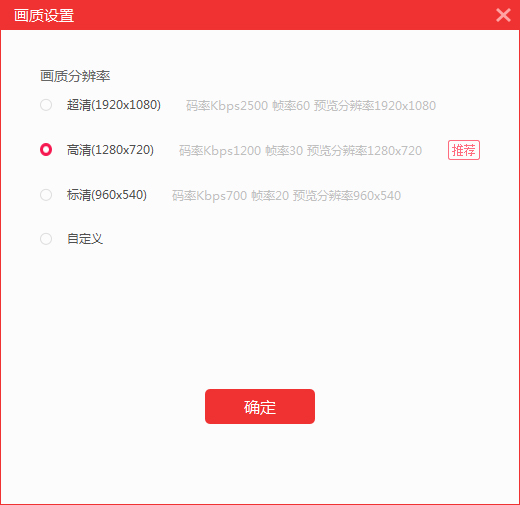 画质设置
画质分辨率
超清(1920x1080) 码率Kbps2500 帧率60 预览分辨率1920x1080
高清(1280x720) 码率Kbps1200 帧率30 预览分辨率1280x720 推荐
标清(960x540) 码率Kbps700 帧率20 预览分辨率960x540
自定义
确定